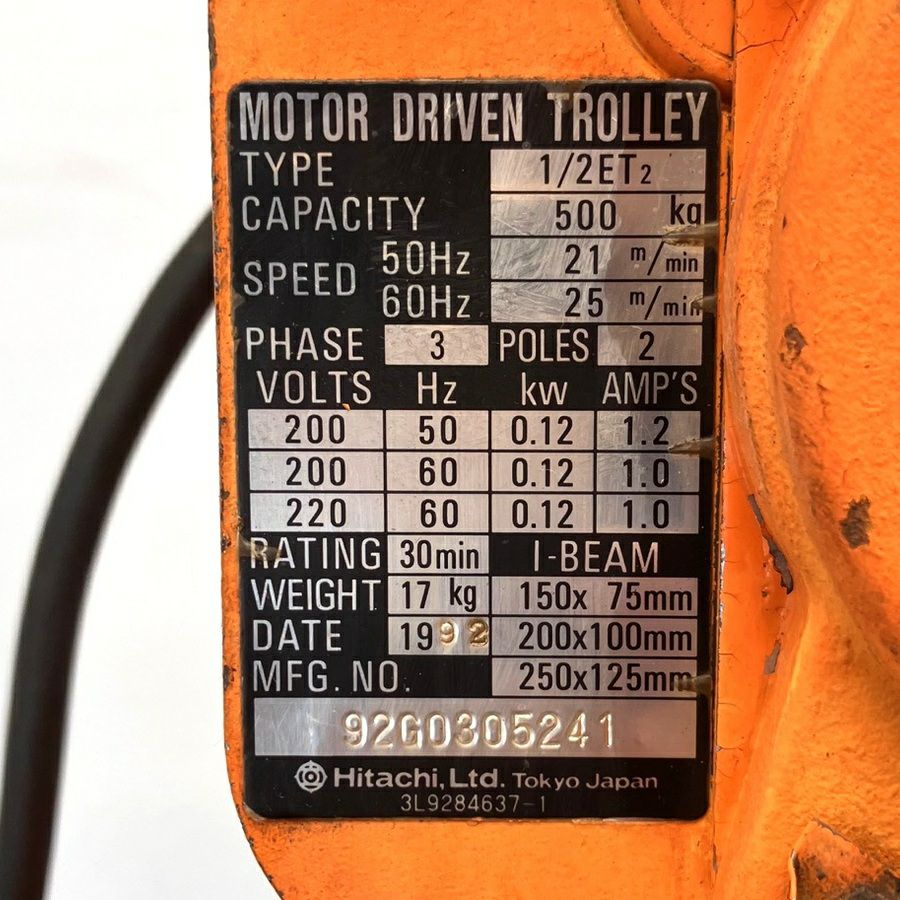 MOTOR DRIVEN TROLLEY
TYPE 1/2ET2
CAPACITY 500 kg
SPEED 50Hz 21 m/min
60Hz 25 m/min
PHASE 3 POLES 2
VOLTS Hz kw AMP'S
200 50 0.12 1.2
200 60 0.12 1.0
220 60 0.12 1.0
RATING 30min I-BEAM
WEIGHT 17 kg 150x 75mm
DATE 1992 200x100mm
MFG. NO. 250x125mm
92G0305241
Hitachi, Ltd. Tokyo Japan
3L9284637-1